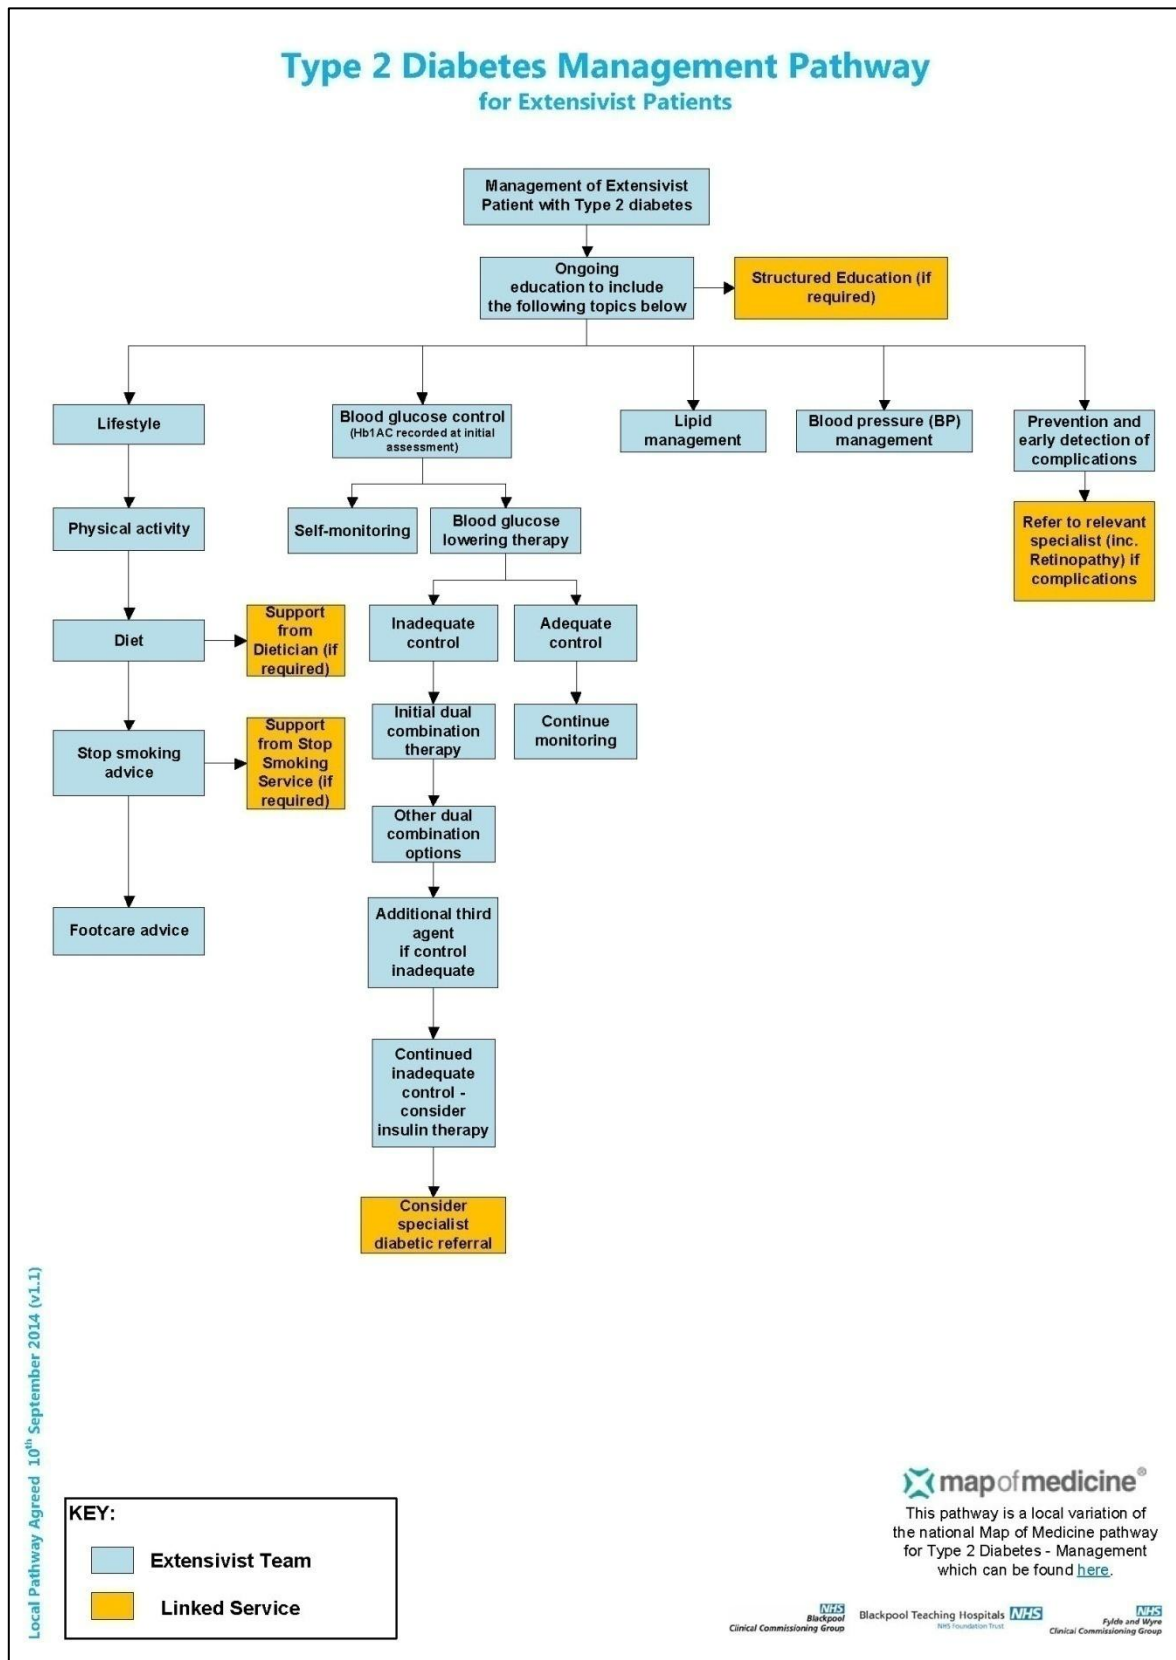 Type 2 Diabetes Management Pathway
for Extensivist Patients
Management of Extensivist
Patient with Type 2 diabetes
Ongoing
education to include
the following topics below
Structured Education (if
required)
Lifestyle
Physical activity
Diet
Support
from
Dietician (if
required)
Stop smoking
advice
Support
from Stop
Smoking
Service (if
required)
Footcare advice
Blood glucose control
(Hb1AC recorded at initial
assessment)
Self-monitoring
Blood glucose
lowering therapy
Inadequate
control
Adequate
control
Initial dual
combination
therapy
Continue
monitoring
Other dual
combination
options
Additional third
agent
if control
inadequate
Continued
inadequate
control -
consider
insulin therapy
Consider
specialist
diabetic referral
Lipid
management
Blood pressure (BP)
management
Prevention and
early detection of
complications
Refer to relevant
specialist (inc.
Retinopathy) if
complications
Local Pathway Agreed 10th September 2014 (v1.1)
KEY:
Extensivist Team
Linked Service
mapofmedicine®
This pathway is a local variation of
the national Map of Medicine pathway
for Type 2 Diabetes - Management
which can be found here.
NHS
Blackpool
Clinical Commissioning Group
Blackpool Teaching Hospitals NHS
NHS Foundation Trust
NHS
Fylde and Wyre
Clinical Commissioning Group